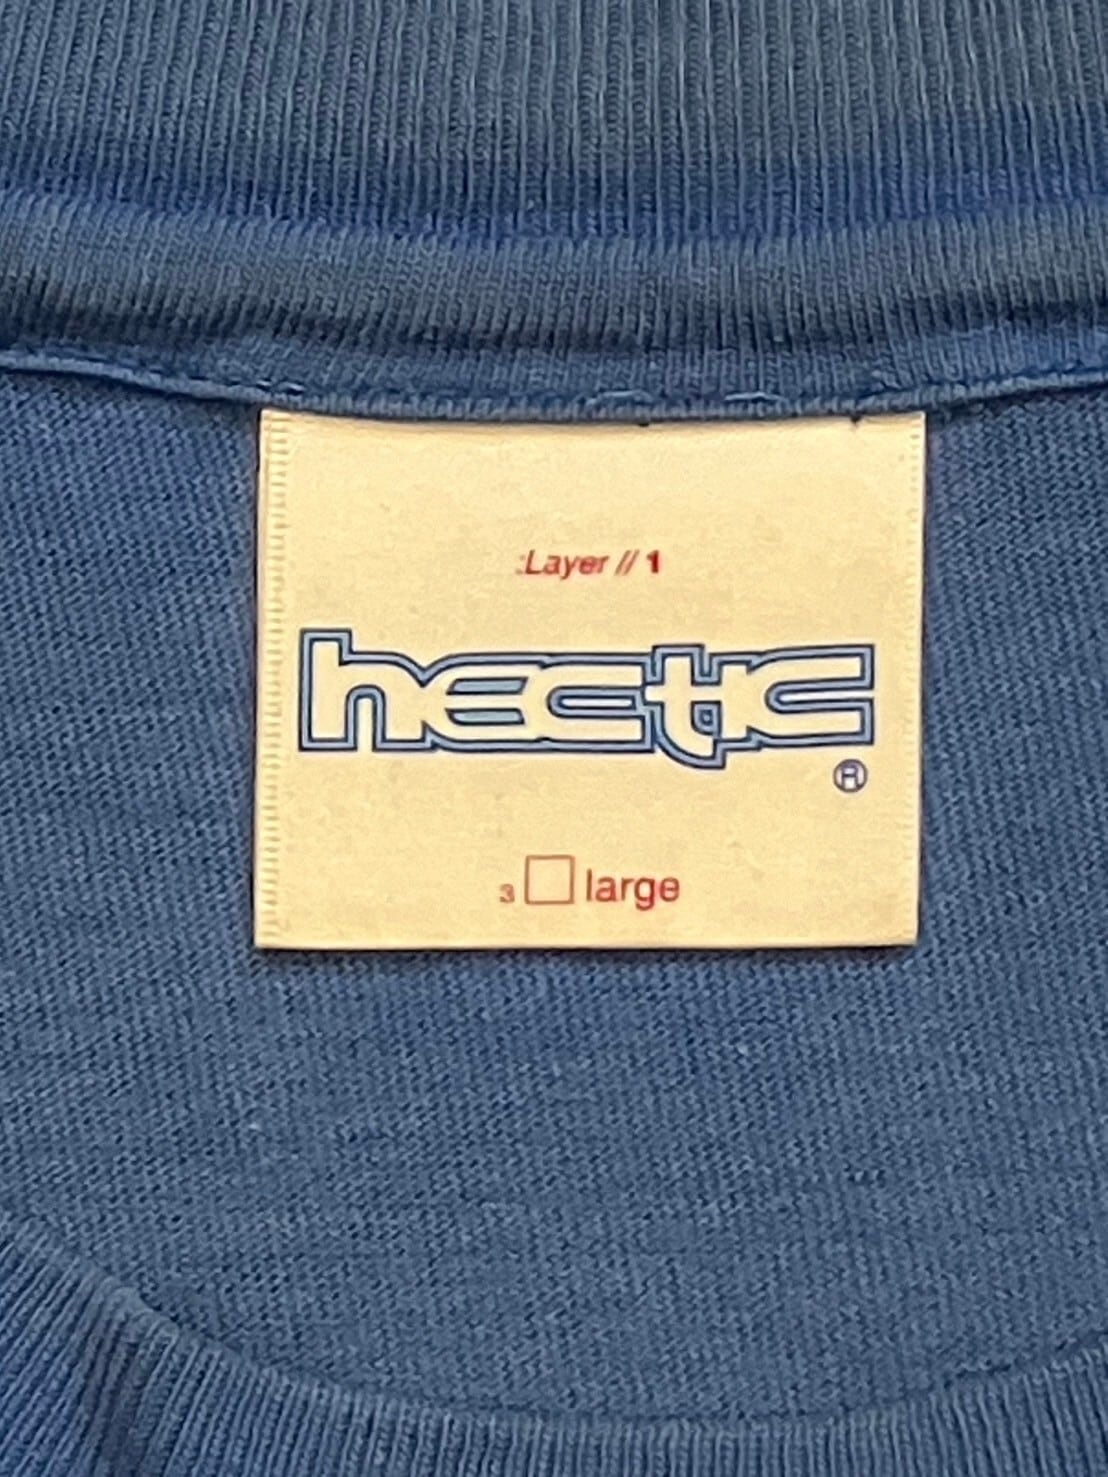 :Layer // 1
hectic
®
3 large